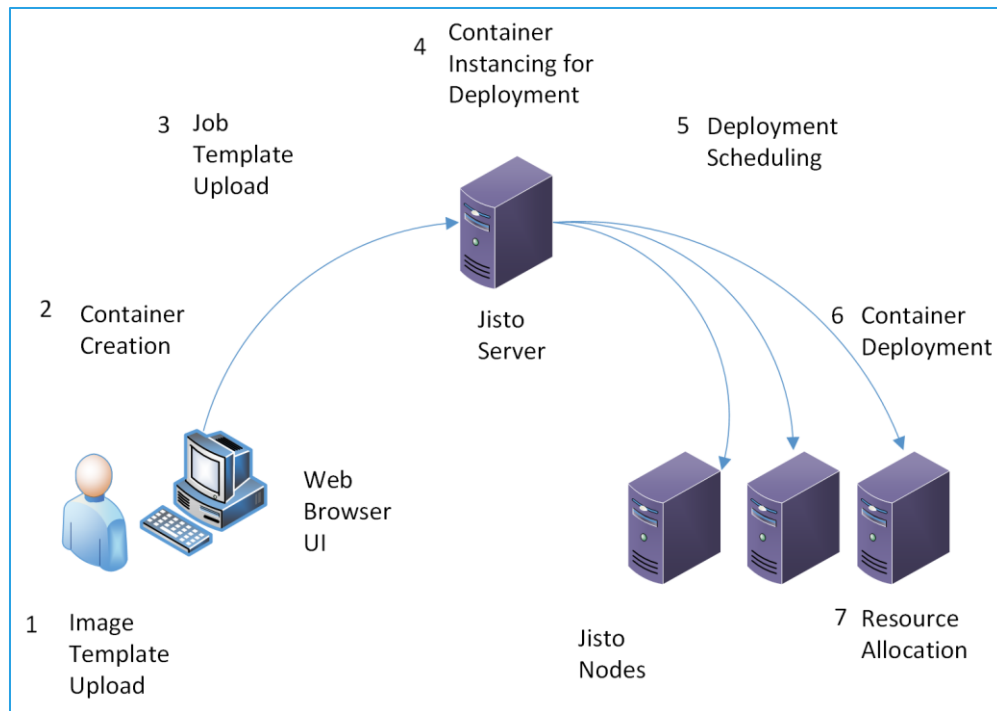 4 Container
Instancing for
Deployment
3 Job
Template
Upload
5 Deployment
Scheduling
2 Container
Creation
Jisto
Server
6 Container
Deployment
Web
Browser
UI
1 Image
Template
Upload
Jisto
Nodes
7 Resource
Allocation